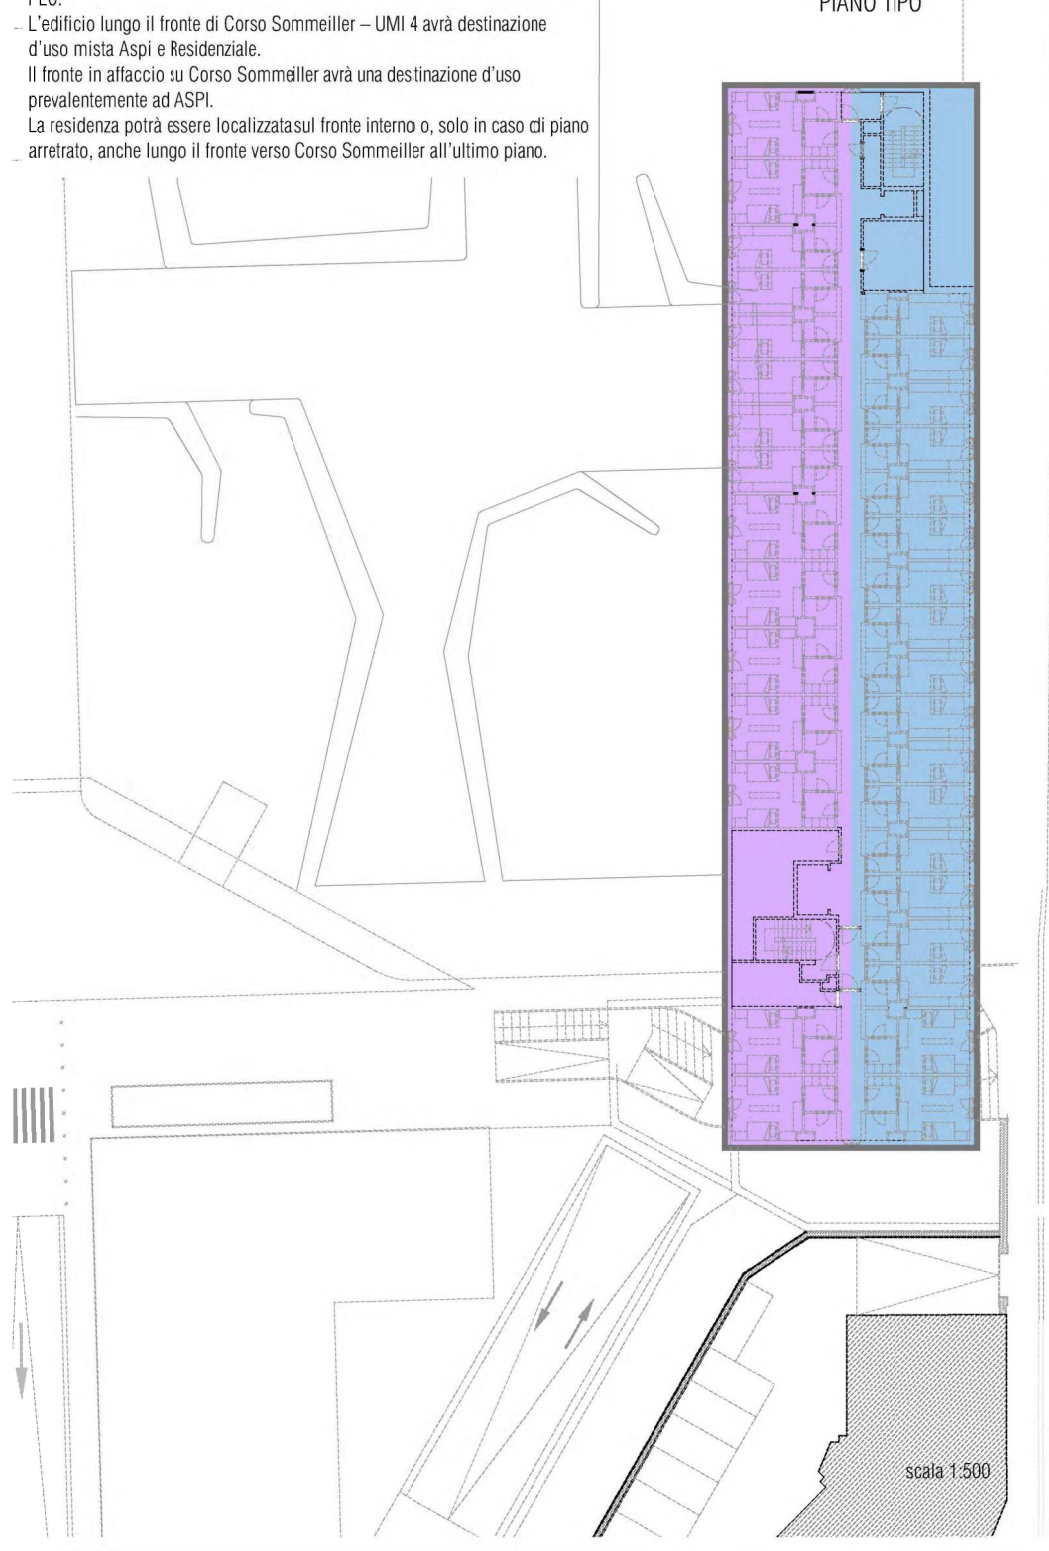 L'edificio lungo il fronte di Corso Sommeiller – UMI 4 avrà destinazione
d'uso mista Aspi e Residenziale.
Il fronte in affaccio su Corso Sommeiller avrà una destinazione d'uso
prevalentemente ad ASPI.
La residenza potrà essere localizzatasul fronte interno o, solo in caso di piano
arretrato, anche lungo il fronte verso Corso Sommeiller all'ultimo piano.
PIANO TIPO
scala 1:500